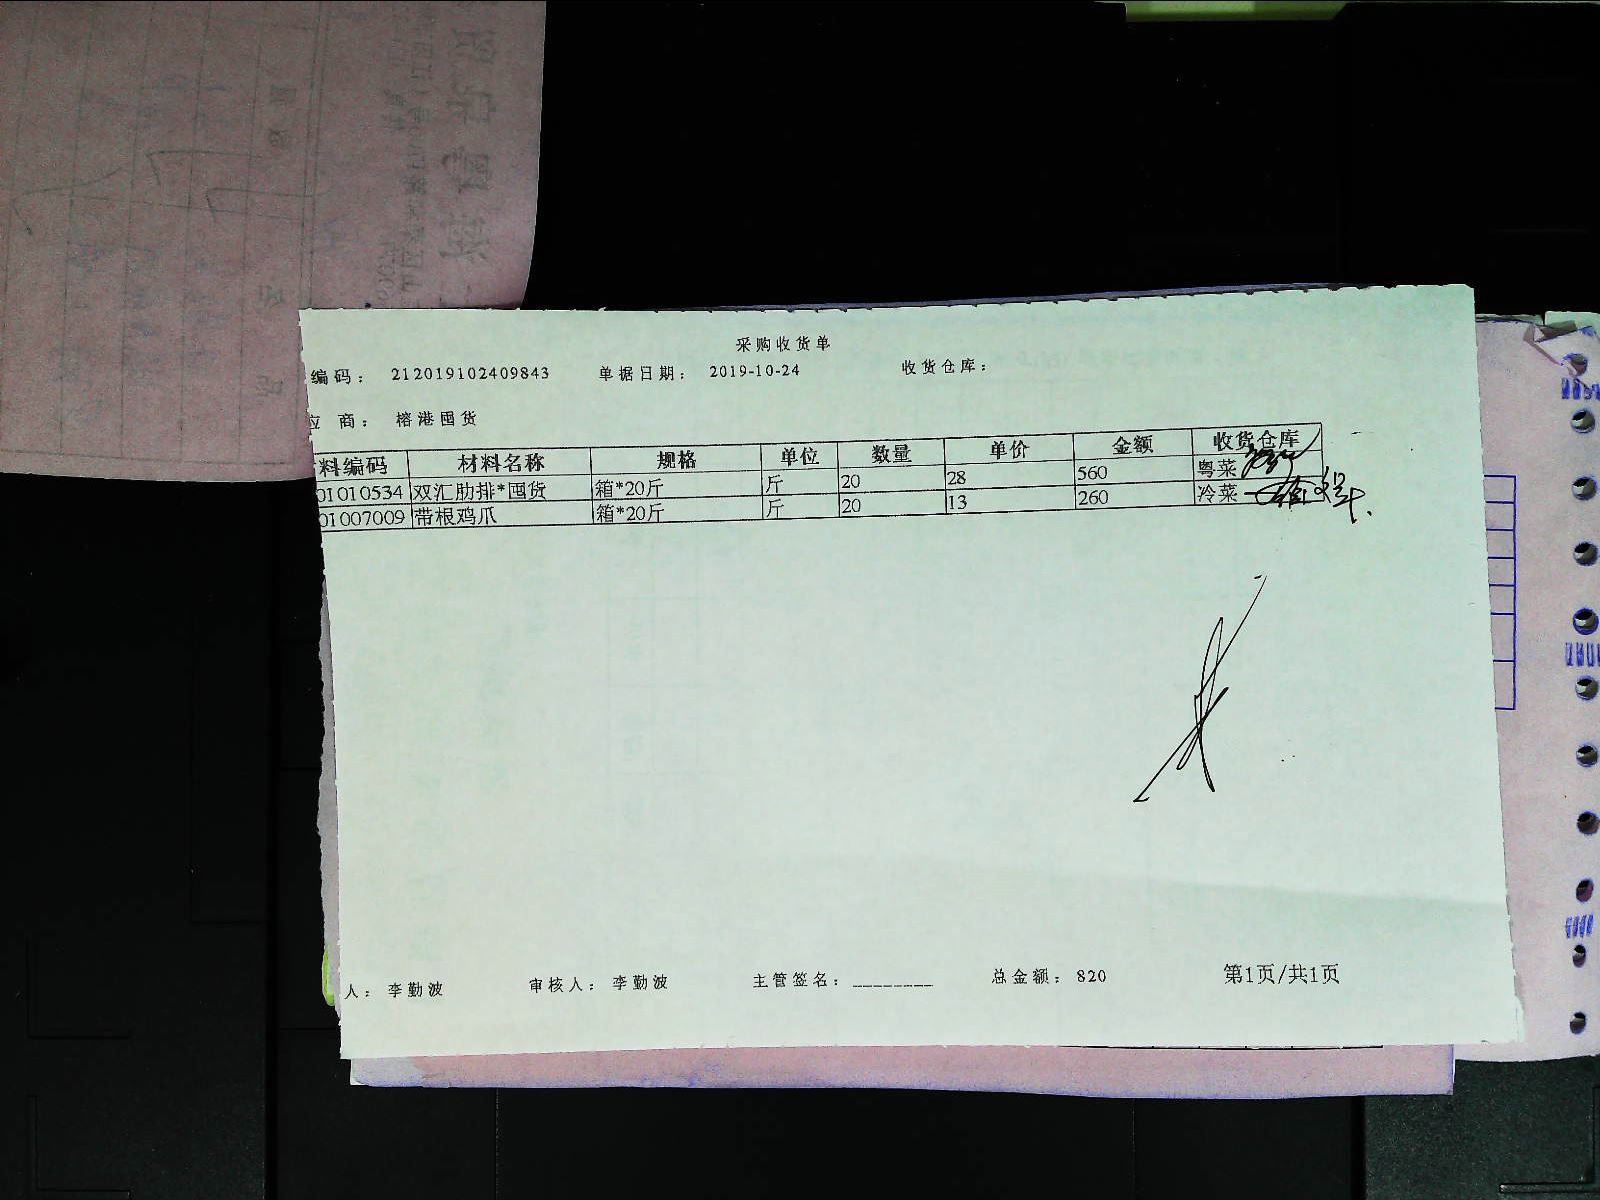 采购收货单
编码： 212019102409843 单据日期： 2019-10-24 收货仓库：
应 商： 榕港囤货
料编码 材料名称 规格 单位 数量 单价 金额 收货仓库
01010534 双汇肋排*囤货 箱*20斤 斤 20 28 560 粤菜
01007009 带根鸡爪 箱*20斤 斤 20 13 260 冷菜
人： 李勤波 审核人： 李勤波 主管签名：________ 总金额： 820 第1页/共1页